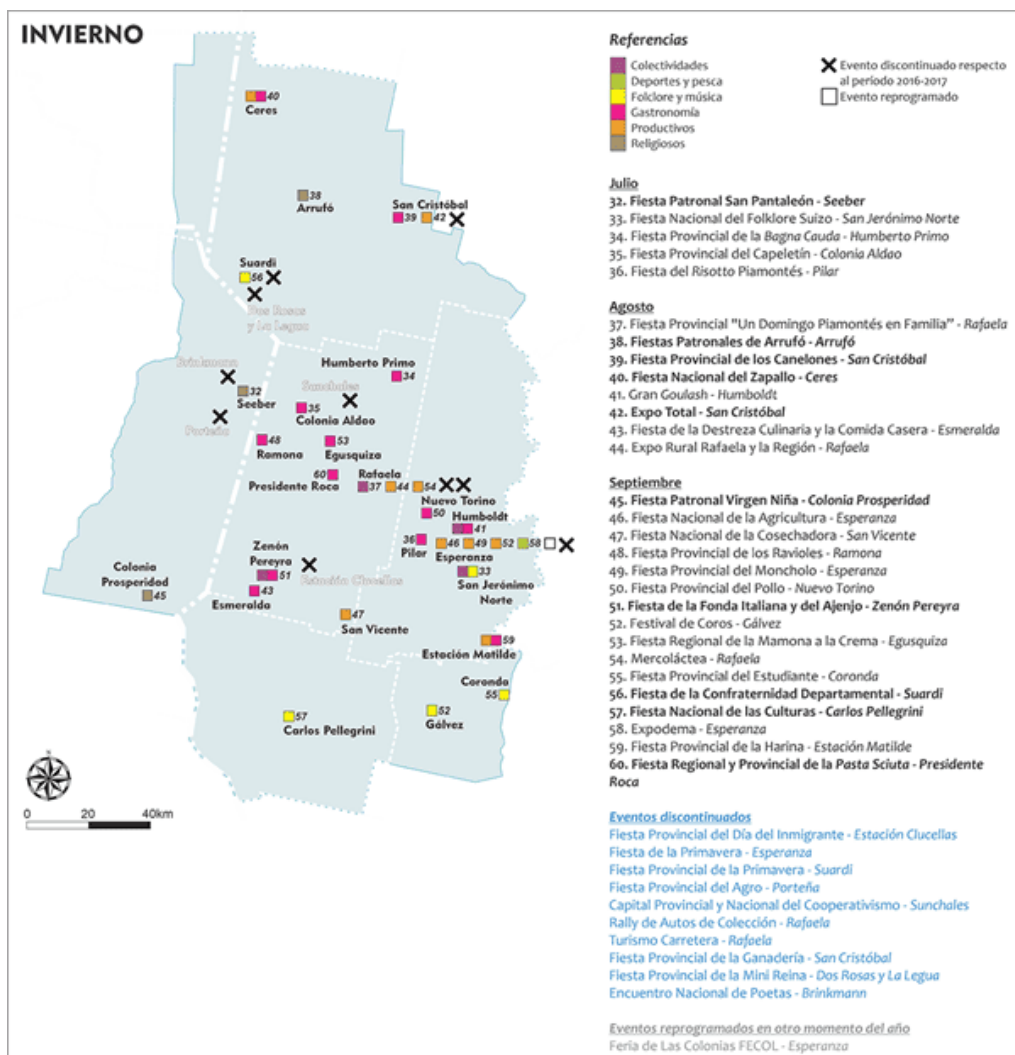 INVIERNO
40
Ceres
38
Arrufó
San Cristóbal
39
42
Suardi
56
Dos Rosas
y La Legua
Brinkmann
Humberto Primo
34
32
Seeber
Sunchales
35
Colonia Aldao
Porteña
48
Ramona
53
Egusquiza
60
Presidente Roca
Rafaela
37
44
54
Nuevo Torino
50
Humboldt
41
36
Pilar
46
49
52
58
Esperanza
33
San Jerónimo
Norte
Zenón
Pereyra
51
Estación Clucellas
Colonia
Prosperidad
45
43
Esmeralda
47
San Vicente
59
Estación Matilde
Coronda
55
57
Carlos Pellegrini
52
Gálvez
N
0 20 40km
Referencias
Colectividades
Deportes y pesca
Folclore y música
Gastronomía
Productivos
Religiosos
Evento discontinuado respecto
al período 2016-2017
Evento reprogramado
Julio
32. Fiesta Patronal San Pantaleón - Seeber
33. Fiesta Nacional del Folklore Suizo - San Jerónimo Norte
34. Fiesta Provincial de la Bagna Cauda - Humberto Primo
35. Fiesta Provincial del Capeletín - Colonia Aldao
36. Fiesta del Risotto Piamontés - Pilar
Agosto
37. Fiesta Provincial "Un Domingo Piamontés en Familia" - Rafaela
38. Fiestas Patronales de Arrufó - Arrufó
39. Fiesta Provincial de los Canelones - San Cristóbal
40. Fiesta Nacional del Zapallo - Ceres
41. Gran Goulash - Humboldt
42. Expo Total - San Cristóbal
43. Fiesta de la Destreza Culinaria y la Comida Casera - Esmeralda
44. Expo Rural Rafaela y la Región - Rafaela
Septiembre
45. Fiesta Patronal Virgen Niña - Colonia Prosperidad
46. Fiesta Nacional de la Agricultura - Esperanza
47. Fiesta Nacional de la Cosechadora - San Vicente
48. Fiesta Provincial de los Ravioles - Ramona
49. Fiesta Provincial del Moncholo - Esperanza
50. Fiesta Provincial del Pollo - Nuevo Torino
51. Fiesta de la Fonda Italiana y del Ajenjo - Zenón Pereyra
52. Festival de Coros - Gálvez
53. Fiesta Regional de la Mamona a la Crema - Egusquiza
54. Mercoláctea - Rafaela
55. Fiesta Provincial del Estudiante - Coronda
56. Fiesta de la Confraternidad Departamental - Suardi
57. Fiesta Nacional de las Culturas - Carlos Pellegrini
58. Expodema - Esperanza
59. Fiesta Provincial de la Harina - Estación Matilde
60. Fiesta Regional y Provincial de la Pasta Sciuta - Presidente
Roca
Eventos discontinuados
Fiesta Provincial del Día del Inmigrante - Estación Clucellas
Fiesta de la Primavera - Esperanza
Fiesta Provincial de la Primavera - Suardi
Fiesta Provincial del Agro - Porteña
Capital Provincial y Nacional del Cooperativismo - Sunchales
Rally de Autos de Colección - Rafaela
Turismo Carretera - Rafaela
Fiesta Provincial de la Ganadería - San Cristóbal
Fiesta Provincial de la Mini Reina - Dos Rosas y La Legua
Encuentro Nacional de Poetas - Brinkmann
Eventos reprogramados en otro momento del año
Feria de Las Colonias FECOL - Esperanza